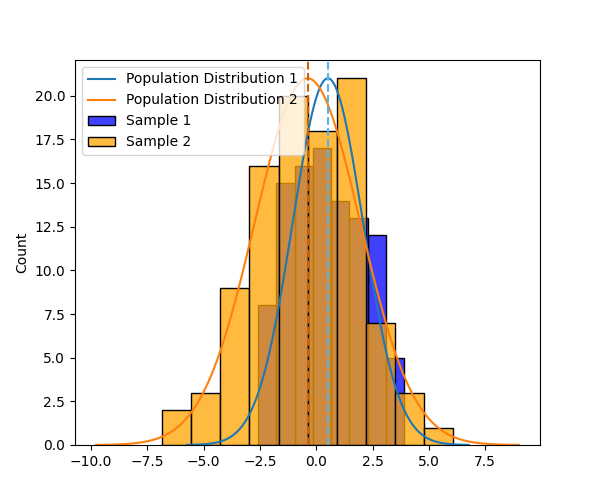 Population Distribution 1
Population Distribution 2
Sample 1
Sample 2
Count
20.0
17.5
15.0
12.5
10.0
7.5
5.0
2.5
0.0
−10.0 −7.5 −5.0 −2.5 0.0 2.5 5.0 7.5